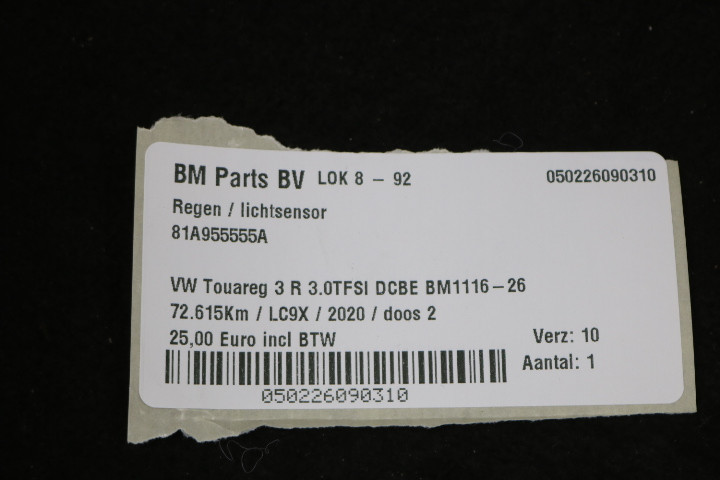 BM Parts BV LOK 8 - 92 050226090310
Regen / lichtsensor
81A955555A
VW Touareg 3 R 3.0TFSI DCBE BM1116-26
72.615Km / LC9X / 2020 / doos 2
25,00 Euro incl BTW Verz: 10
Aantal: 1
050226090310